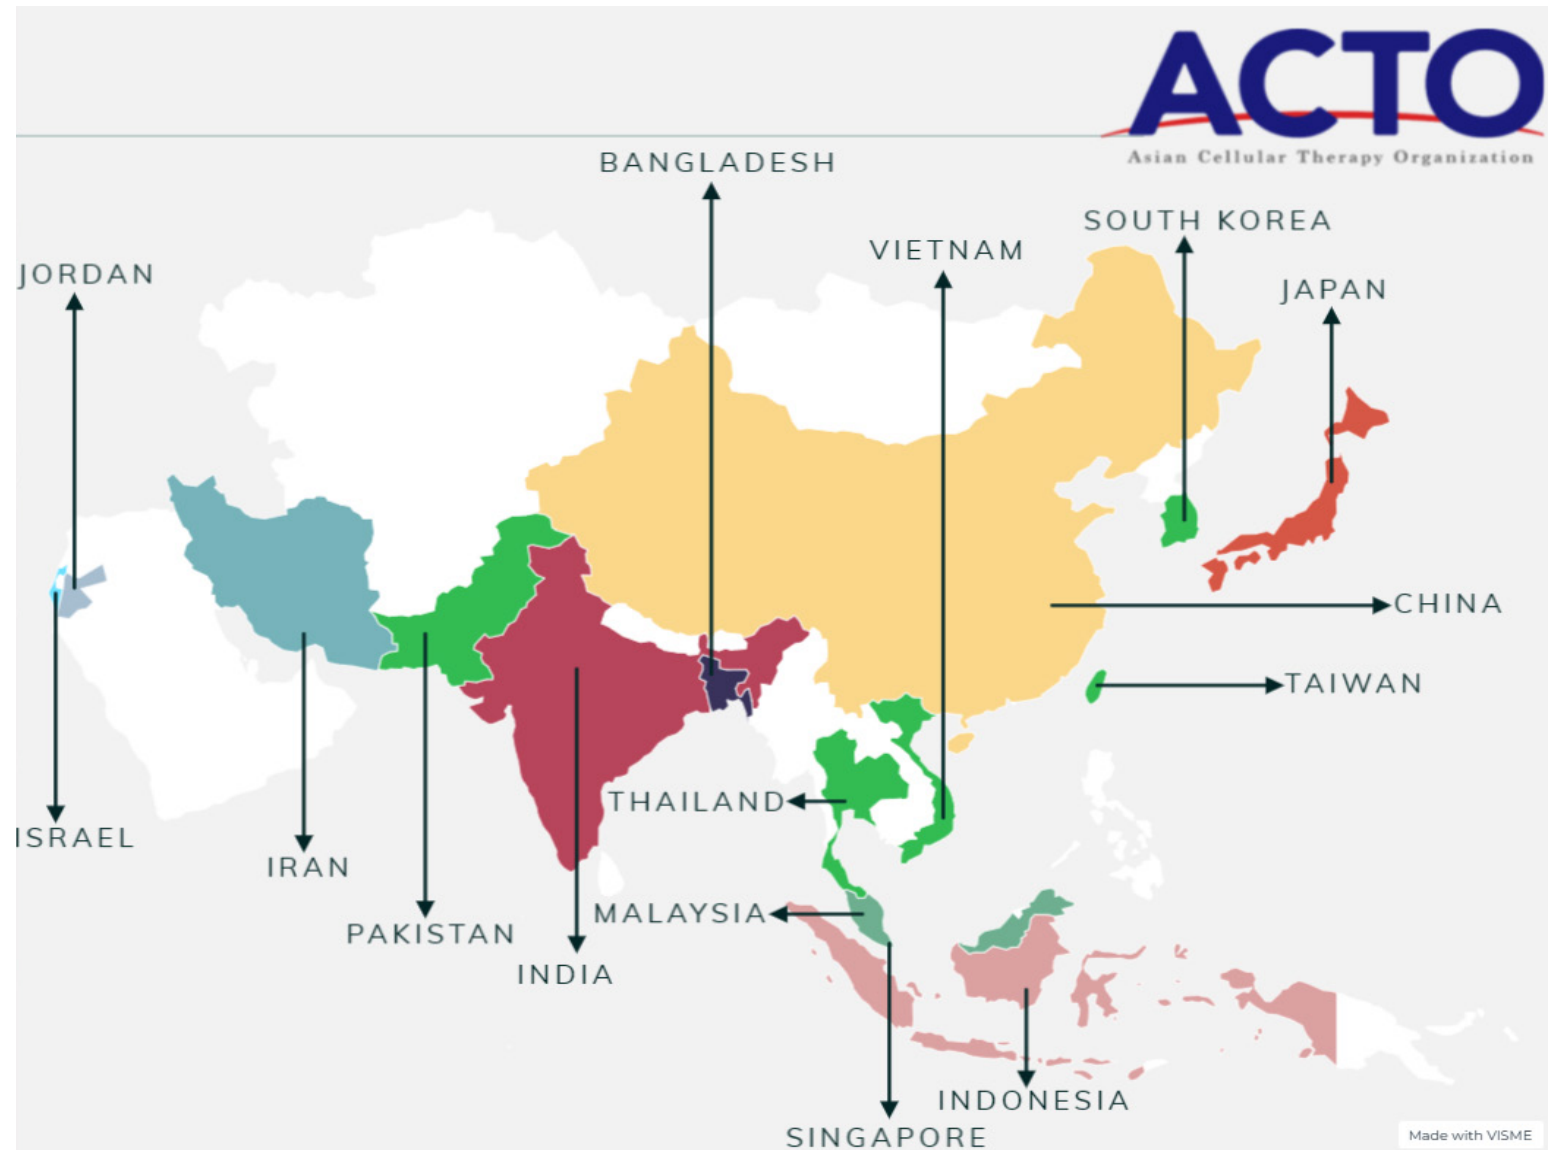 ACTO
Asian Cellular Therapy Organization
BANGLADESH
SOUTH KOREA
VIETNAM
JORDAN
JAPAN
CHINA
TAIWAN
THAILAND
ISRAEL
IRAN
MALAYSIA
PAKISTAN
INDIA
INDONESIA
SINGAPORE
Made with VISME